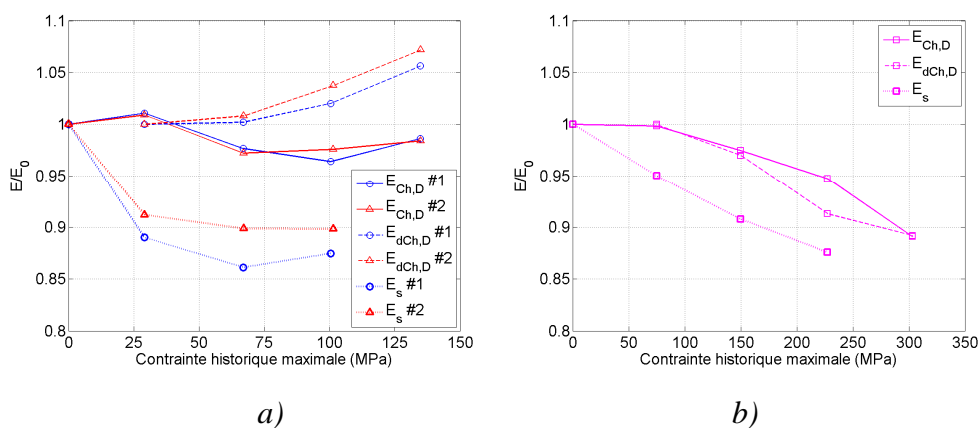 1.1
1.05
1
0.95
0.9
0.85
0.8
E/E0
0 25 50 75 100 125 150
Contrainte historique maximale (MPa)
ECh,D #1
ECh,D #2
EdCh,D #1
EdCh,D #2
Es #1
Es #2
a)
1.1
1.05
1
0.95
0.9
0.85
0.8
E/E0
0 50 100 150 200 250 300 350
Contrainte historique maximale (MPa)
ECh,D
EdCh,D
Es
b)